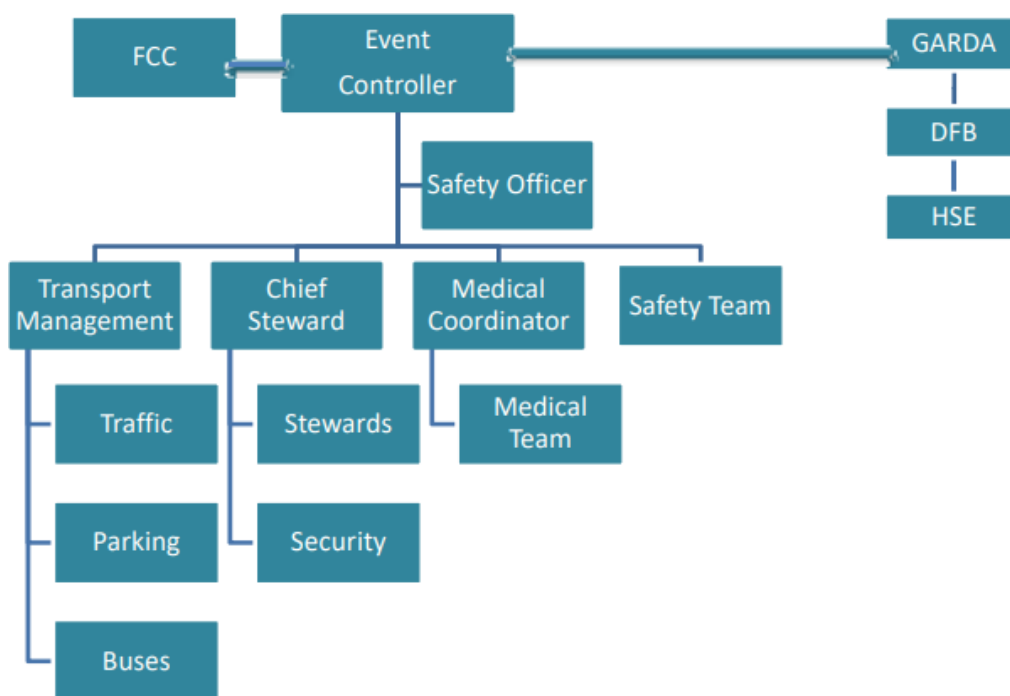 FCC
Event
Controller
GARDA
DFB
HSE
Safety Officer
Transport
Management
Chief
Steward
Medical
Coordinator
Safety Team
Traffic
Stewards
Medical
Team
Parking
Security
Buses